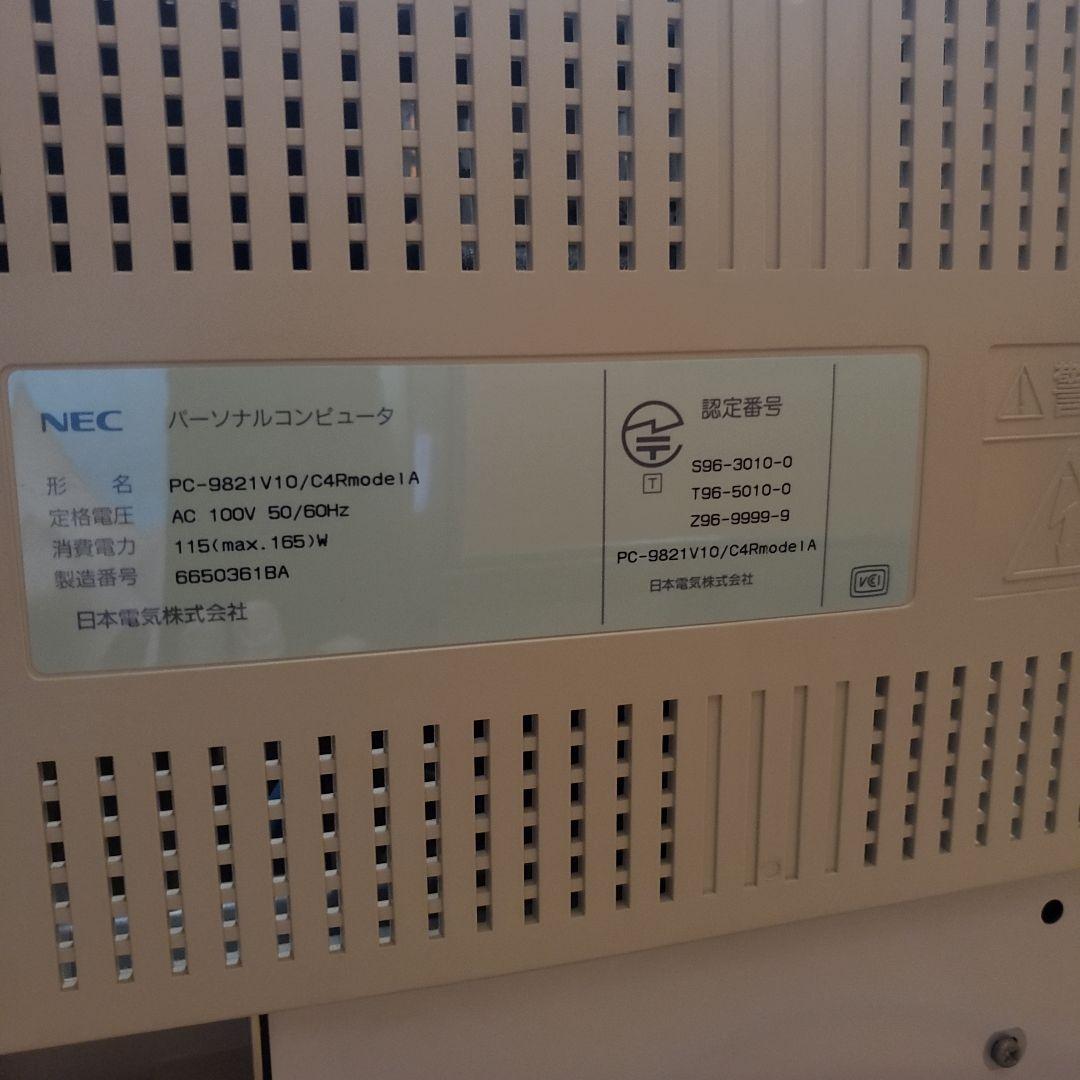 NEC パーソナルコンピュータ
形 名 PC-9821V10/C4RmodelA
定格電圧 AC 100V 50/60Hz
消費電力 115(max.165)W
製造番号 6650361BA
日本電気株式会社
認定番号
T
S96-3010-0
T96-5010-0
Z96-9999-9
PC-9821V10/C4RmodelA
日本電気株式会社
VCI
警